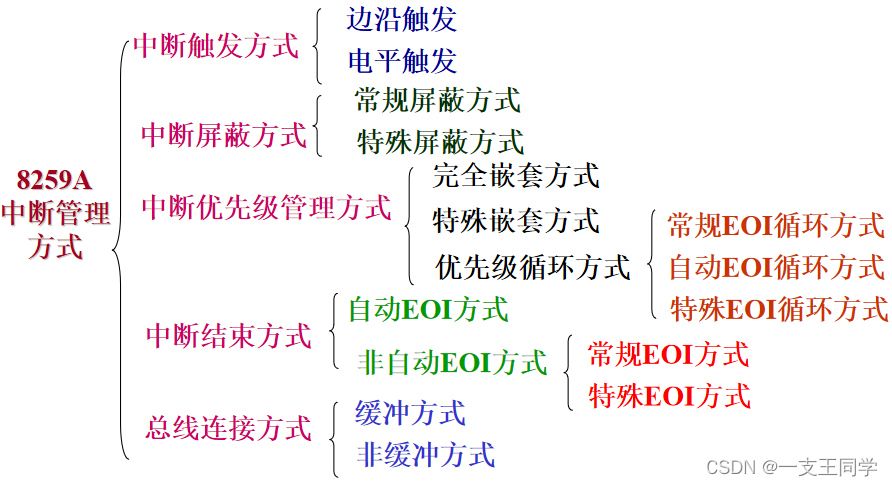 8259A
中断管理
方式
中断触发方式
边沿触发
电平触发
中断屏蔽方式
常规屏蔽方式
特殊屏蔽方式
中断优先级管理方式
完全嵌套方式
特殊嵌套方式
优先级循环方式
常规EOI循环方式
自动EOI循环方式
特殊EOI循环方式
中断结束方式
自动EOI方式
非自动EOI方式
常规EOI方式
特殊EOI方式
总线连接方式
缓冲方式
非缓冲方式
CSDN @一支王同学